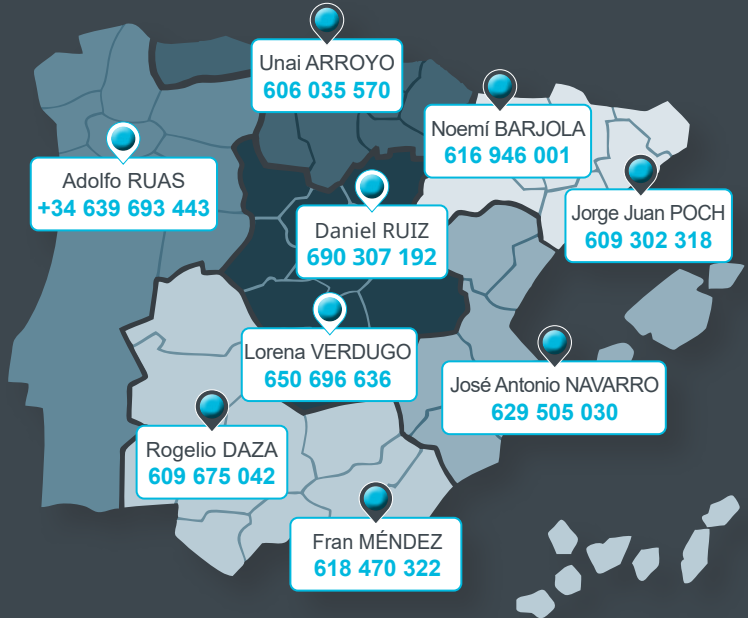 Unai ARROYO
606 035 570
Noemí BARJOLA
616 946 001
Adolfo RUAS
+34 639 693 443
Jorge Juan POCH
609 302 318
Daniel RUIZ
690 307 192
Lorena VERDUGO
650 696 636
José Antonio NAVARRO
629 505 030
Rogelio DAZA
609 675 042
Fran MÉNDEZ
618 470 322